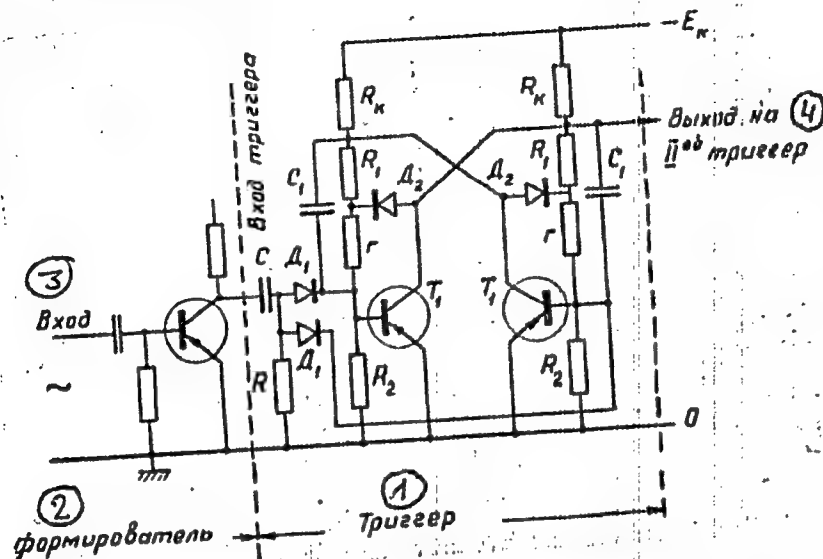 − Eк
Rк
Rк
Вход триггера
Выход на ④
IIой триггер
R₁
R₁
C₁
C₁
Д₂
Д₂
③
Вход
~
C
Д₁
г
г
T₁
T₁
Д₁
R
R₂
R₂
0
②
формирователь
①
Триггер